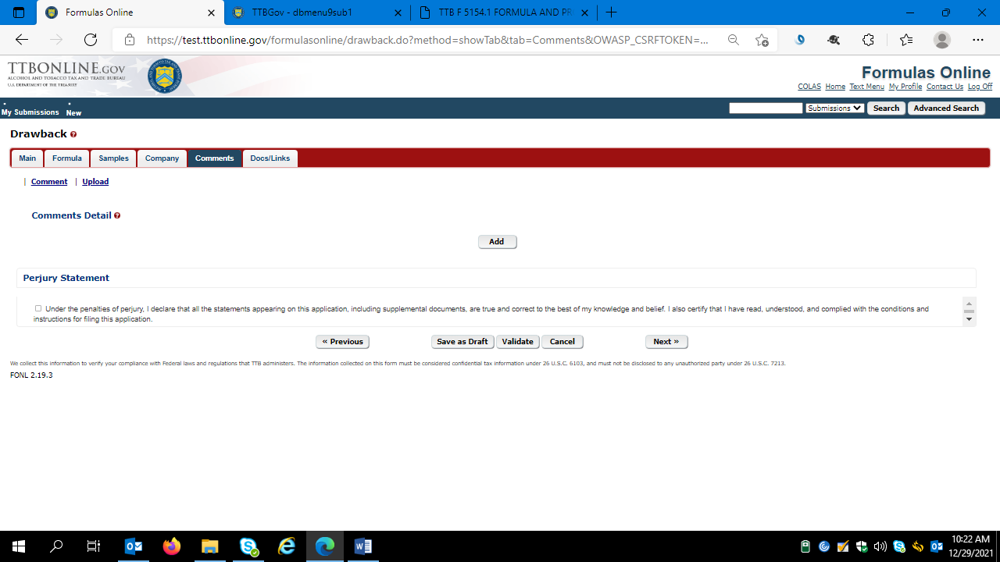 Formulas Online
TTBGov - dbmenu9sub1
TTB F 5154.1 FORMULA AND PR
https://test.ttbonline.gov/formulasonline/drawback.do?method=showTab&tab=Comments&OWASP_CSRFTOKEN=...
TTBONLINE.GOV
ALCOHOL AND TOBACCO TAX AND TRADE BUREAU
U.S. DEPARTMENT OF THE TREASURY
Formulas Online
COLAS Home Text Menu My Profile Contact Us Log Off
My Submissions New
Submissions Search Advanced Search
Drawback
Main Formula Samples Company Comments Docs/Links
| Comment | Upload
Comments Detail
Add
Perjury Statement
Under the penalties of perjury, I declare that all the statements appearing on this application, including supplemental documents, are true and correct to the best of my knowledge and belief. I also certify that I have read, understood, and complied with the conditions and
instructions for filing this application.
« Previous Save as Draft Validate Cancel Next »
We collect this information to verify your compliance with Federal laws and regulations that TTB administers. The information collected on this form must be considered confidential tax information under 26 U.S.C. 6103, and must not be disclosed to any unauthorized party under 26 U.S.C. 7213.
FONL 2.19.3
10:22 AM
12/29/2021